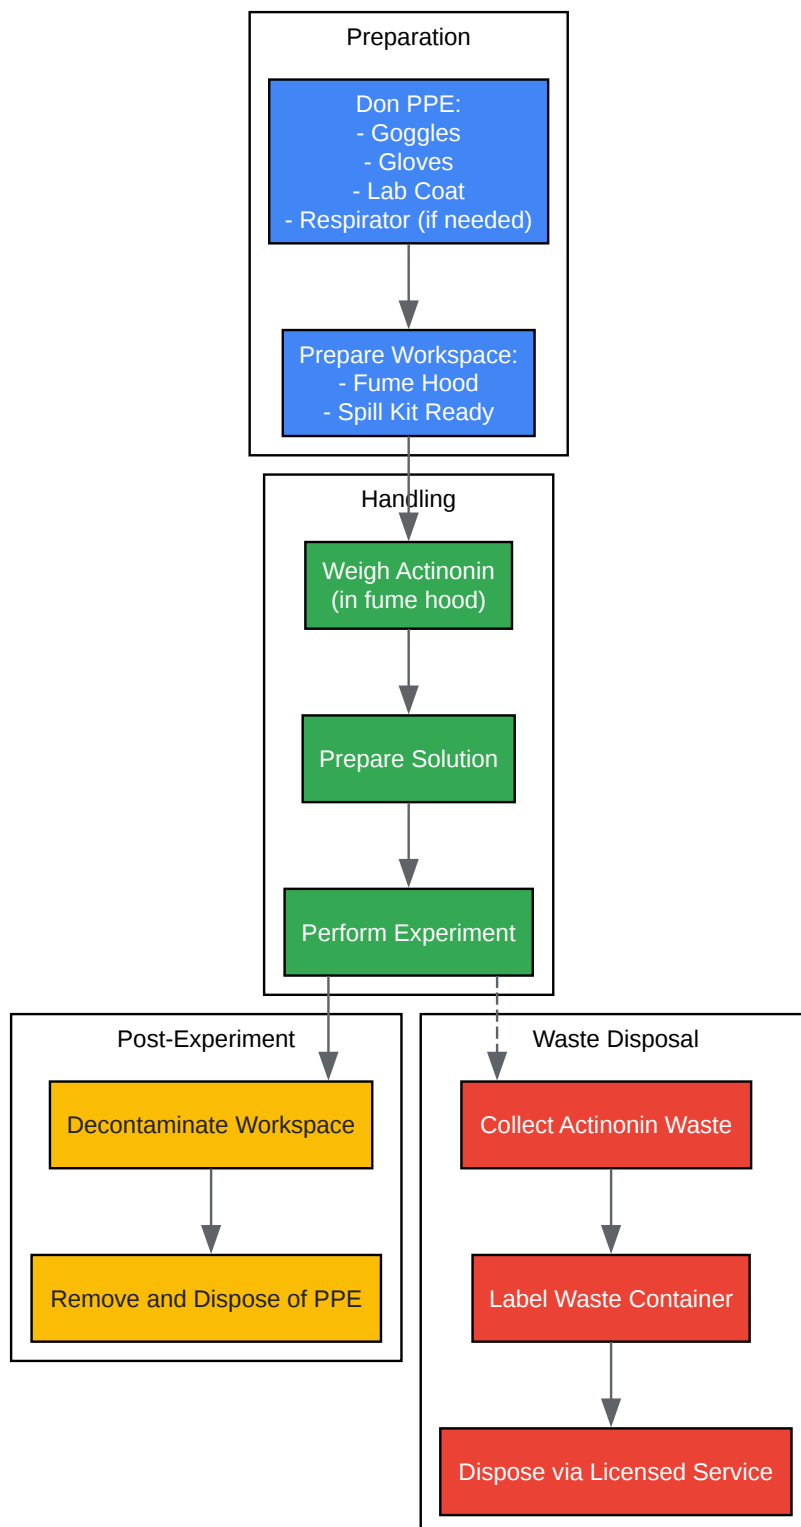 Preparation
Don PPE:
- Goggles
- Gloves
- Lab Coat
- Respirator (if needed)
Prepare Workspace:
- Fume Hood
- Spill Kit Ready
Handling
Weigh Actinonin
(in fume hood)
Prepare Solution
Perform Experiment
Post-Experiment
Decontaminate Workspace
Remove and Dispose of PPE
Waste Disposal
Collect Actinonin Waste
Label Waste Container
Dispose via Licensed Service